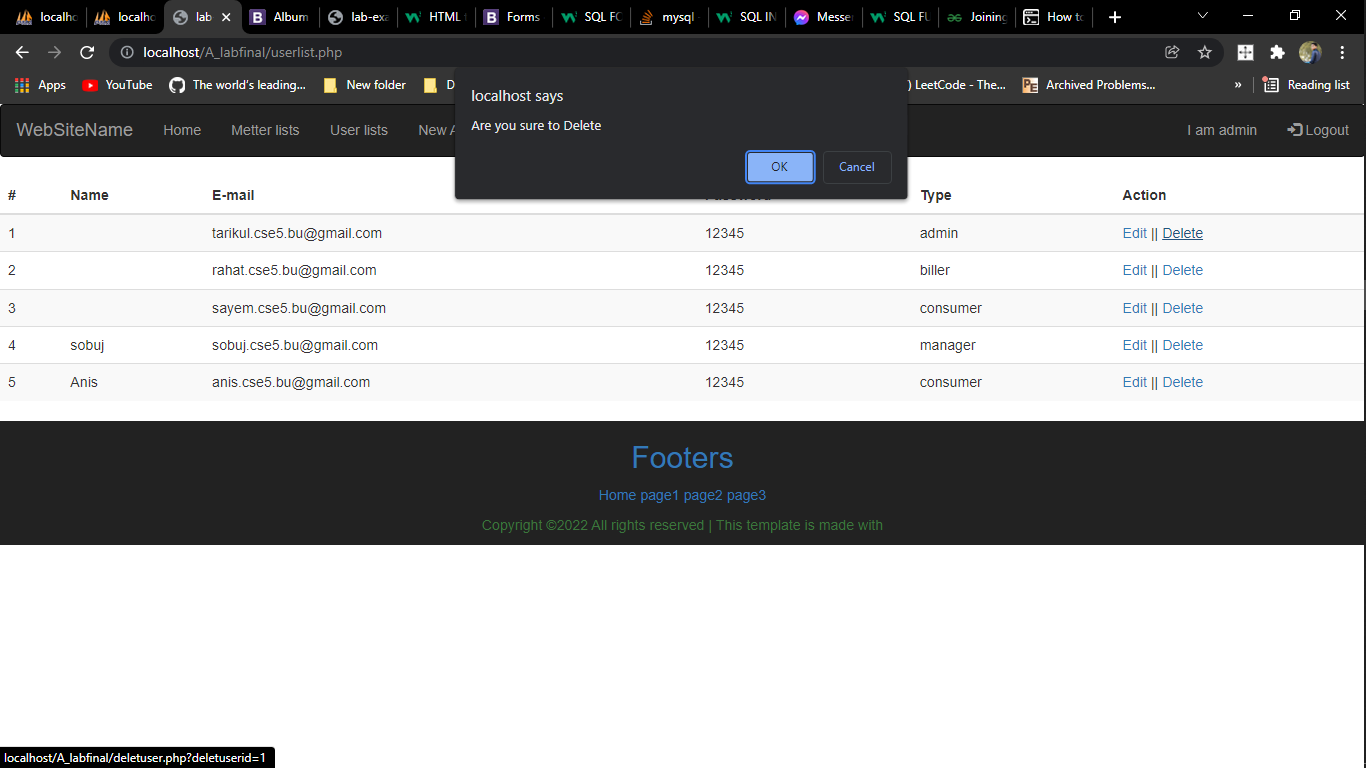 localho localho lab Album lab-exa HTML Forms SQL FO mysql SQL IN Messe SQL FU Joining How to
localhost/A_labfinal/userlist.php
Apps YouTube The world's leading... New folder D LeetCode - The... Archived Problems... » Reading list
localhost says
Are you sure to Delete
OK Cancel
WebSiteName Home Metter lists User lists New A I am admin Logout
# Name E-mail Password Type Action
1 tarikul.cse5.bu@gmail.com 12345 admin Edit || Delete
2 rahat.cse5.bu@gmail.com 12345 biller Edit || Delete
3 sayem.cse5.bu@gmail.com 12345 consumer Edit || Delete
4 sobuj sobuj.cse5.bu@gmail.com 12345 manager Edit || Delete
5 Anis anis.cse5.bu@gmail.com 12345 consumer Edit || Delete
Footers
Home page1 page2 page3
Copyright ©2022 All rights reserved | This template is made with
localhost/A_labfinal/deletuser.php?deletuserid=1